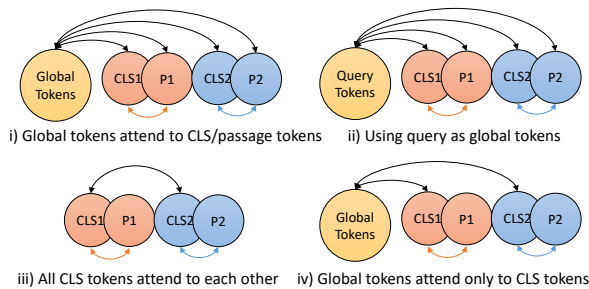 Global
Tokens
CLS1
P1
CLS2
P2
i) Global tokens attend to CLS/passage tokens
Query
Tokens
CLS1
P1
CLS2
P2
ii) Using query as global tokens
CLS1
P1
CLS2
P2
iii) All CLS tokens attend to each other
Global
Tokens
CLS1
P1
CLS2
P2
iv) Global tokens attend only to CLS tokens